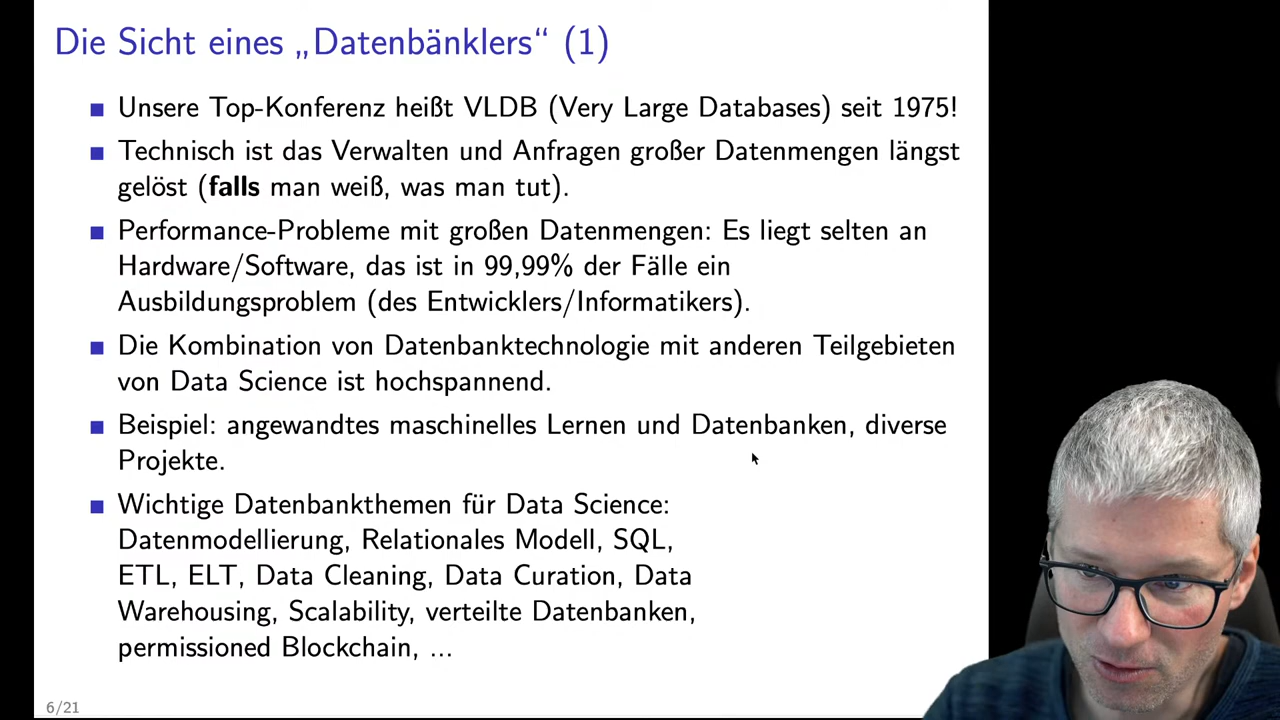 Die Sicht eines „Datenbänklers“ (1)
Unsere Top-Konferenz heißt VLDB (Very Large Databases) seit 1975!
Technisch ist das Verwalten und Anfragen großer Datenmengen längst
gelöst (falls man weiß, was man tut).
Performance-Probleme mit großen Datenmengen: Es liegt selten an
Hardware/Software, das ist in 99,99% der Fälle ein
Ausbildungsproblem (des Entwicklers/Informatikers).
Die Kombination von Datenbanktechnologie mit anderen Teilgebieten
von Data Science ist hochspannend.
Beispiel: angewandtes maschinelles Lernen und Datenbanken, diverse
Projekte.
Wichtige Datenbankthemen für Data Science:
Datenmodellierung, Relationales Modell, SQL,
ETL, ELT, Data Cleaning, Data Curation, Data
Warehousing, Scalability, verteilte Datenbanken,
permissioned Blockchain, ...
6/21